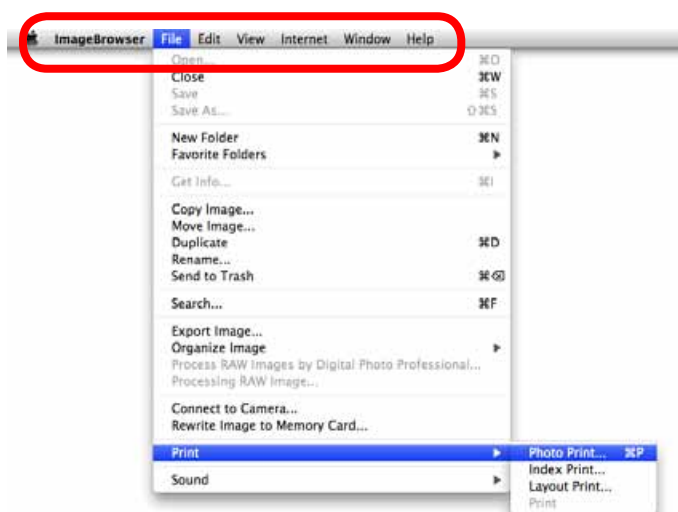 ImageBrowser File Edit View Internet Window Help
Open... ⌘O
Close ⌘W
Save ⌘S
Save As... ⇧⌘S
New Folder ⌘N
Favorite Folders ▶
Get Info... ⌘I
Copy Image...
Move Image...
Duplicate ⌘D
Rename...
Send to Trash ⌘⌫
Search... ⌘F
Export Image...
Organize Image ▶
Process RAW Images by Digital Photo Professional...
Processing RAW Image...
Connect to Camera...
Rewrite Image to Memory Card...
Print ▶ Photo Print... ⌘P
Index Print...
Sound ▶
Layout Print...
Print